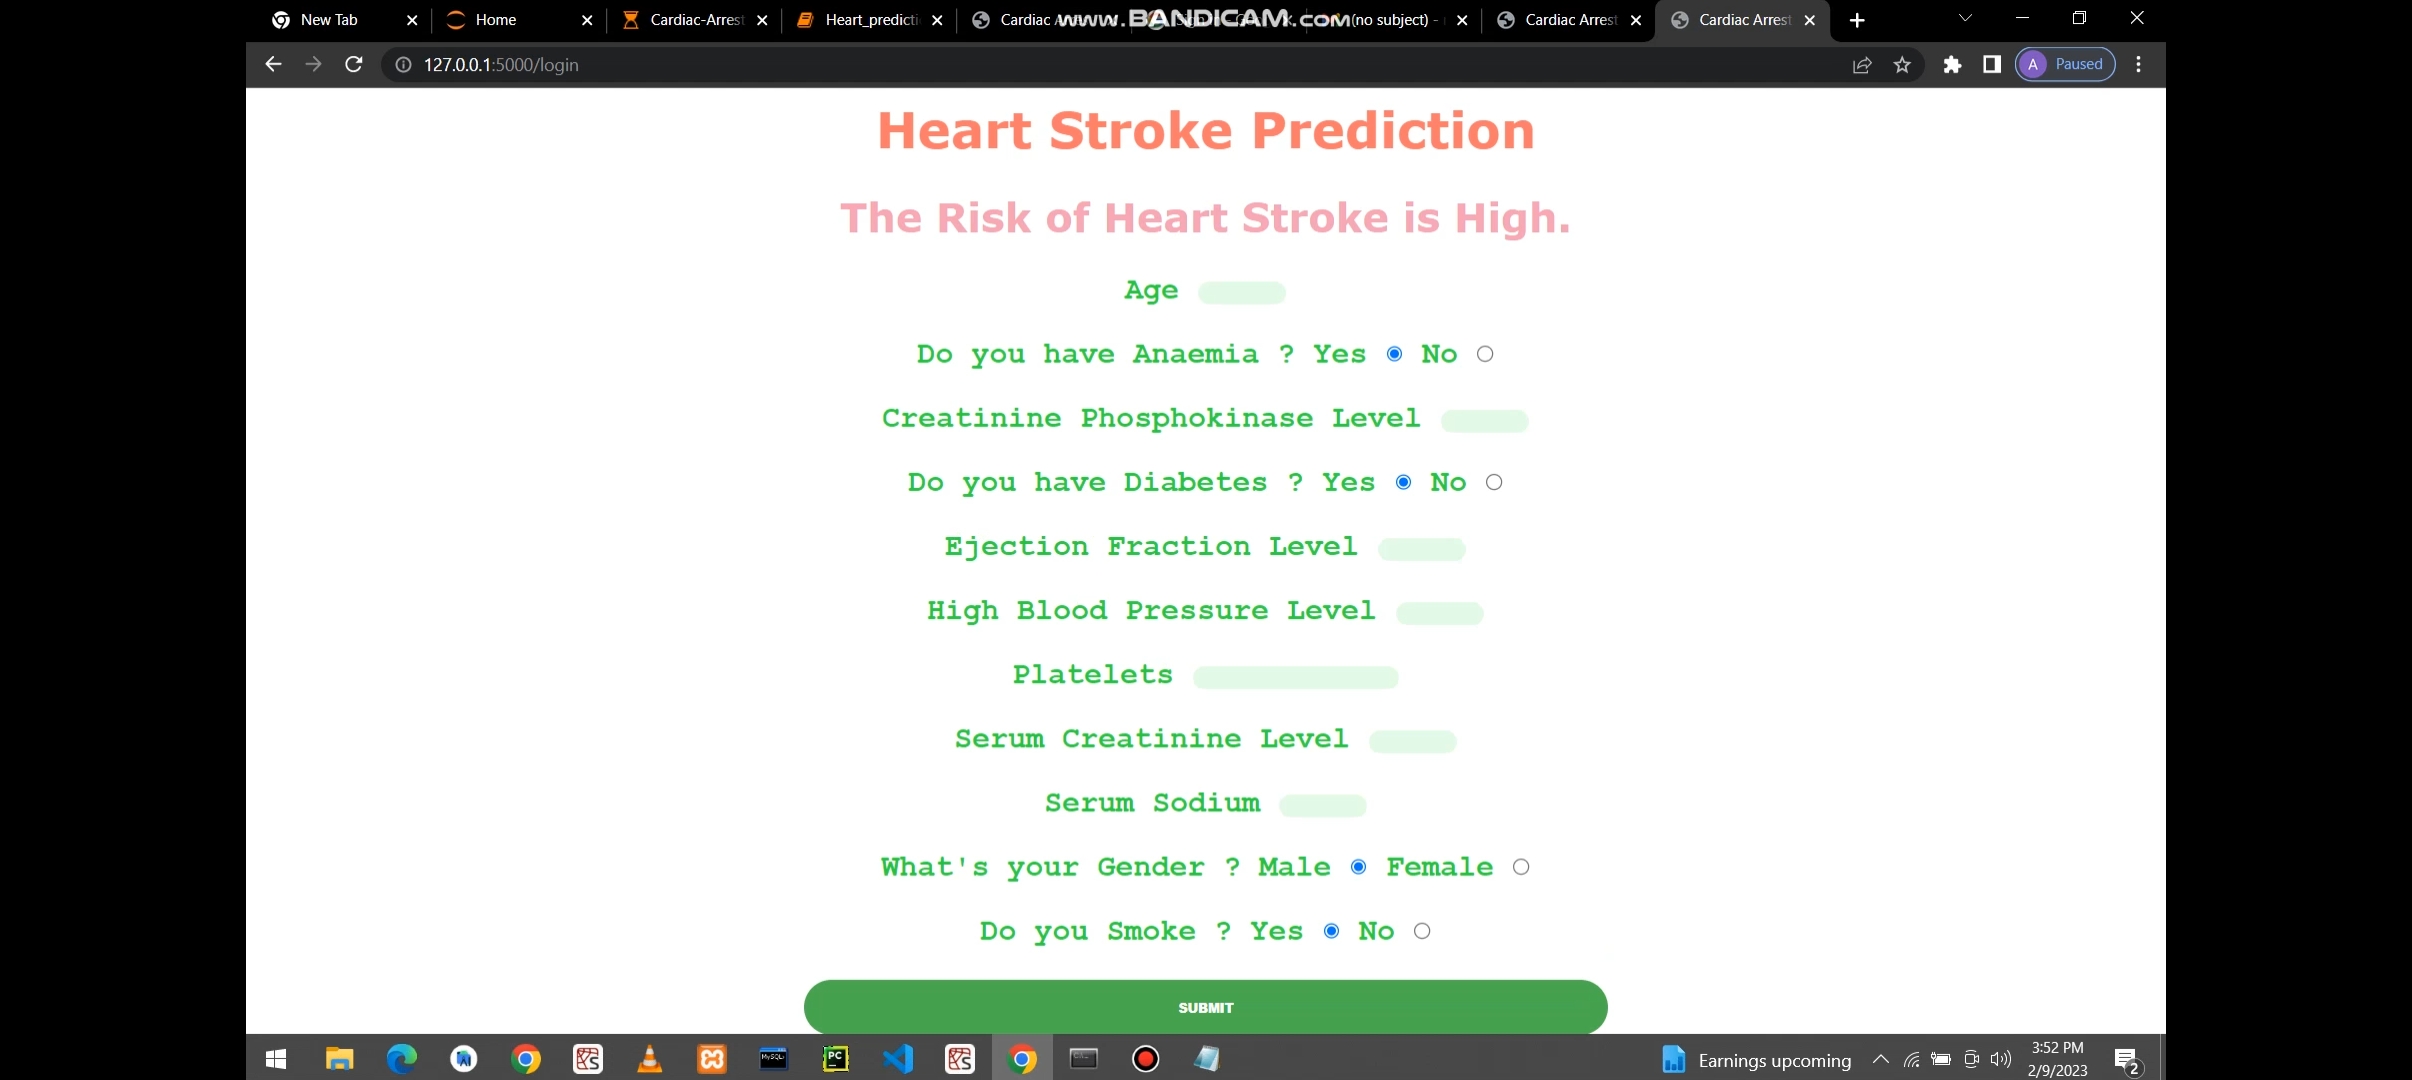 New Tab
Home
Cardiac-Arrest
Heart_predicti
Cardiac
www.BANDICAM.com
(no subject) -
Cardiac Arrest
Cardiac Arrest
127.0.0.1:5000/login
A Paused
Heart Stroke Prediction
The Risk of Heart Stroke is High.
Age
Do you have Anaemia ? Yes No
Creatinine Phosphokinase Level
Do you have Diabetes ? Yes No
Ejection Fraction Level
High Blood Pressure Level
Platelets
Serum Creatinine Level
Serum Sodium
What's your Gender ? Male Female
Do you Smoke ? Yes No
SUBMIT
MySQL
PC
Earnings upcoming
3:52 PM
2/9/2023
2